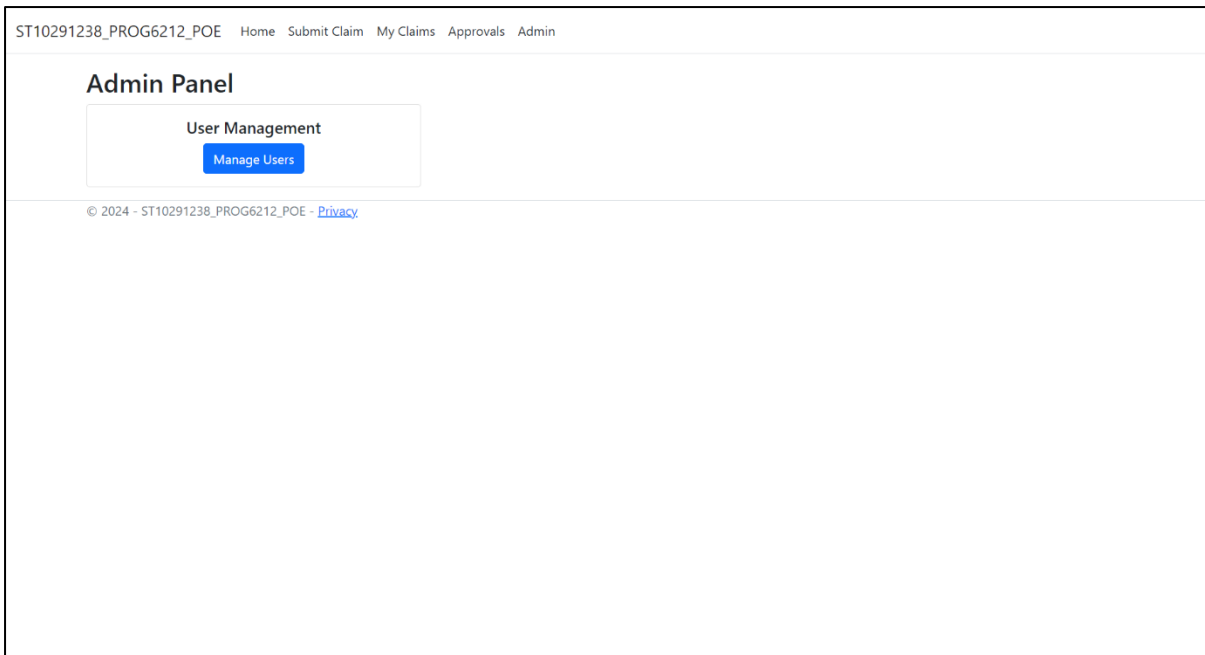 ST10291238_PROG6212_POE Home Submit Claim My Claims Approvals Admin
Admin Panel
User Management
Manage Users
© 2024 - ST10291238_PROG6212_POE - Privacy